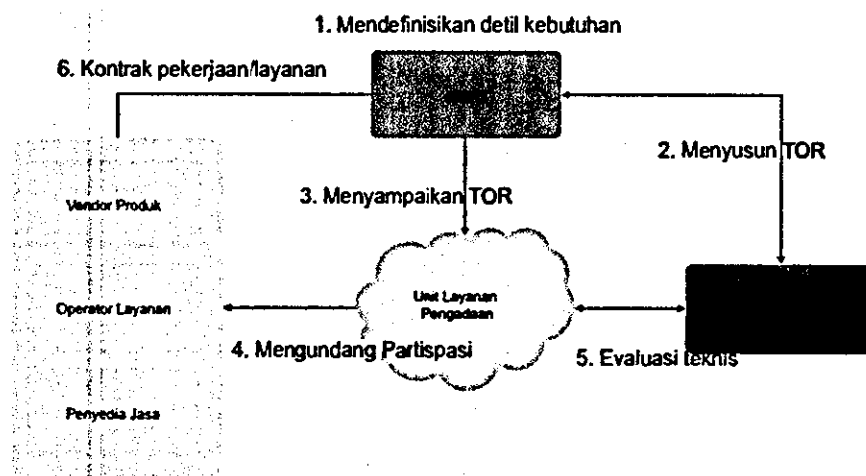 1. Mendefinisikan detil kebutuhan
6. Kontrak pekerjaan/layanan
2. Menyusun TOR
3. Menyampaikan TOR
Vendor Produk
Operator Layanan
Penyedia Jasa
Unit Layanan
Pengadaan
4. Mengundang Partispasi
5. Evaluasi teknis